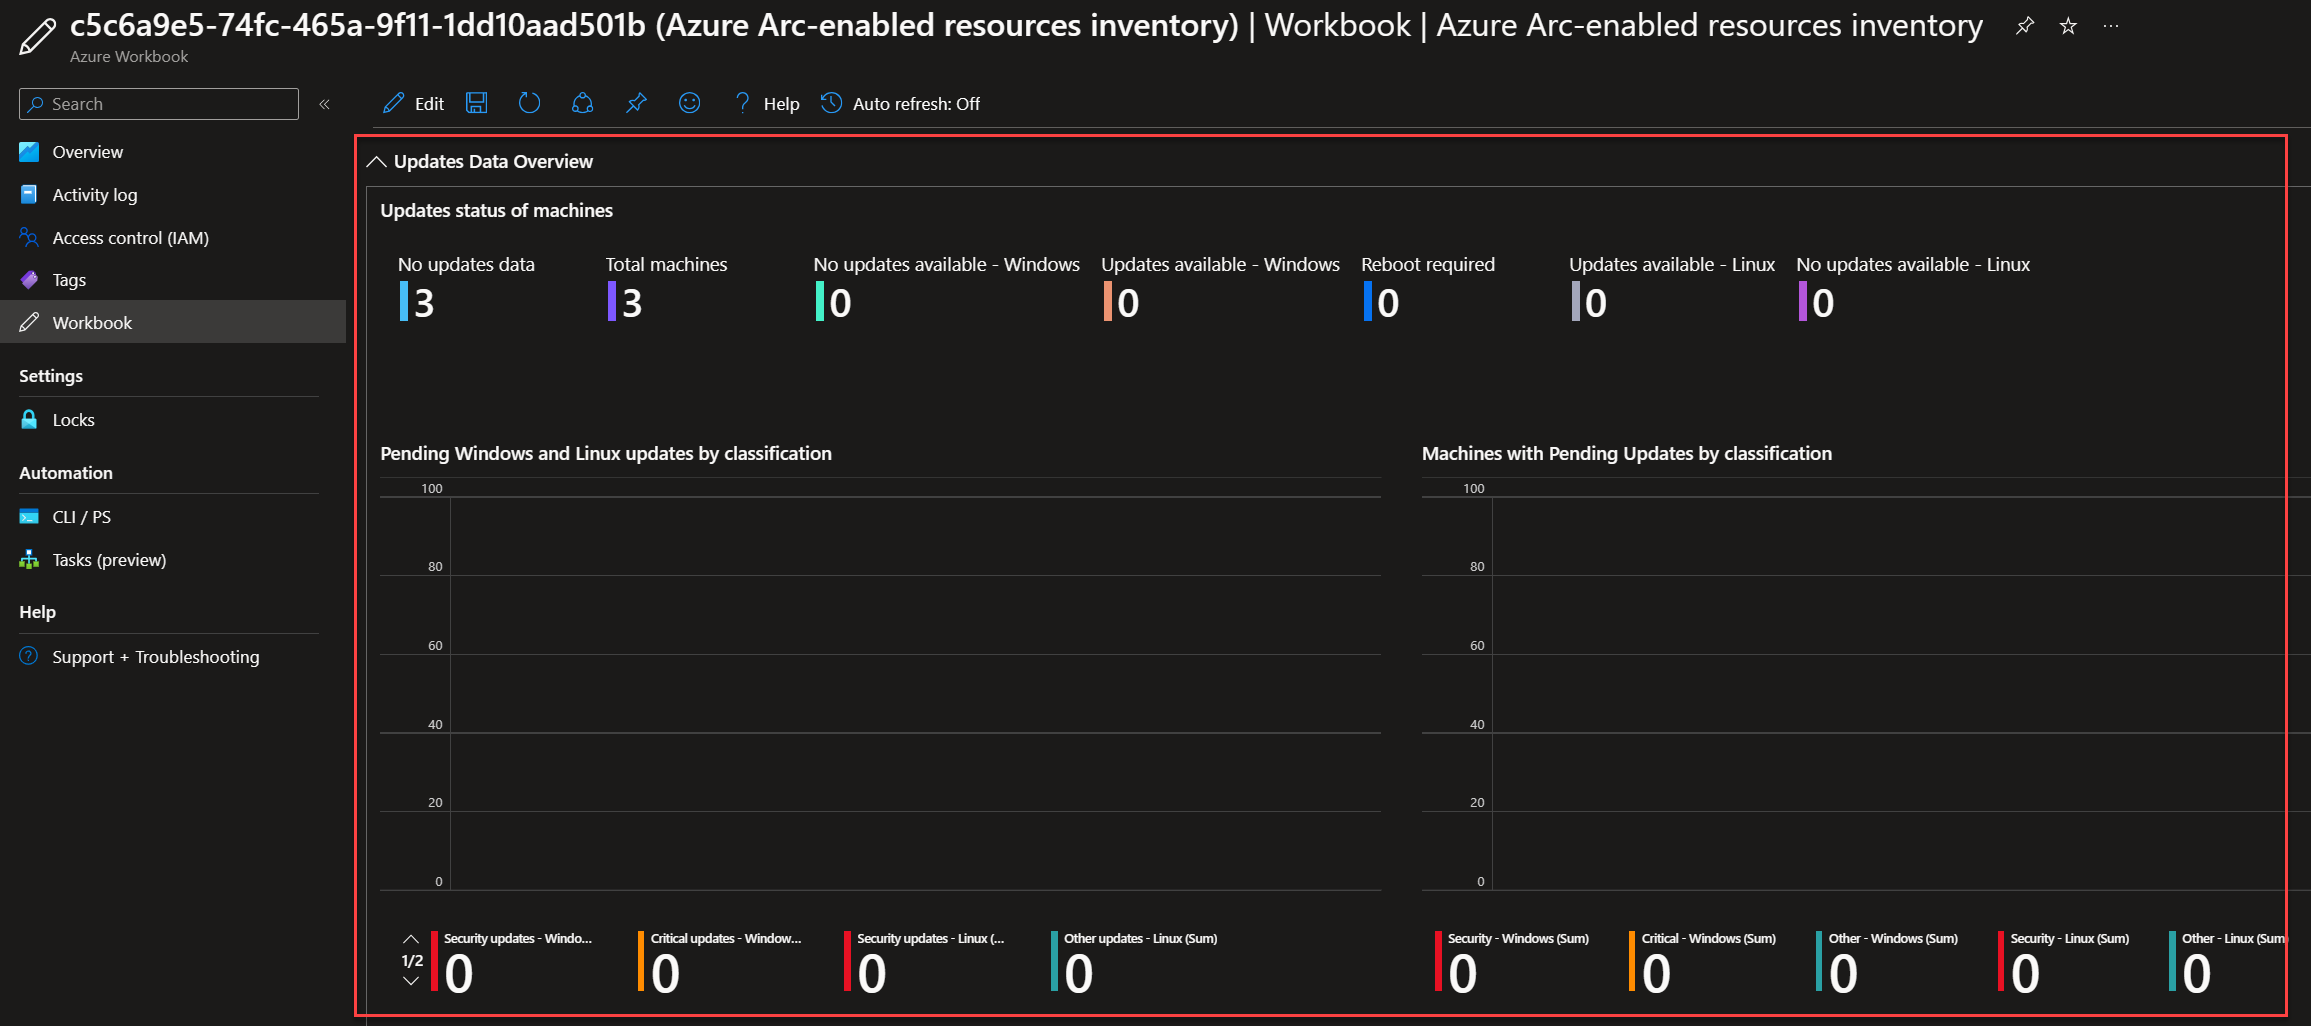 c5c6a9e5-74fc-465a-9f11-1dd10aad501b (Azure Arc-enabled resources inventory) | Workbook | Azure Arc-enabled resources inventory
Azure Workbook
Search
Overview
Activity log
Access control (IAM)
Tags
Workbook
Settings
Locks
Automation
CLI / PS
Tasks (preview)
Help
Support + Troubleshooting
Edit
Help
Auto refresh: Off
Updates Data Overview
Updates status of machines
No updates data
3
Total machines
3
No updates available - Windows
0
Updates available - Windows
0
Reboot required
0
Updates available - Linux
0
No updates available - Linux
0
Pending Windows and Linux updates by classification
100
80
60
40
20
0
1/2
Security updates - Windo...
0
Critical updates - Window...
0
Security updates - Linux (...
0
Other updates - Linux (Sum)
0
Machines with Pending Updates by classification
100
80
60
40
20
0
Security - Windows (Sum)
0
Critical - Windows (Sum)
0
Other - Windows (Sum)
0
Security - Linux (Sum)
0
Other - Linux (Sum)
0